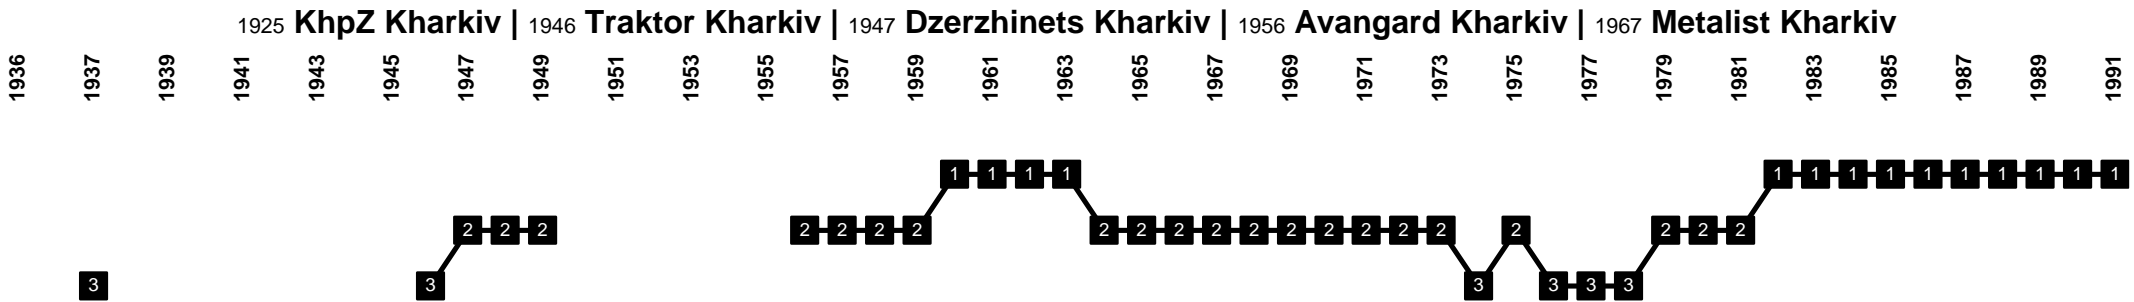 1925 KhpZ Kharkiv | 1946 Traktor Kharkiv | 1947 Dzerzhinets Kharkiv | 1956 Avangard Kharkiv | 1967 Metalist Kharkiv
1936 1937 1939 1941 1943 1945 1947 1949 1951 1953 1955 1957 1959 1961 1963 1965 1967 1969 1971 1973 1975 1977 1979 1981 1983 1985 1987 1989 1991
1 1 1 1 1 1 1 1 1 1 1 1 1 1
2 2 2 2 2 2 2 2 2 2 2 2 2 2 2 2 2 2 2 2 2
3 3 3 3 3 3